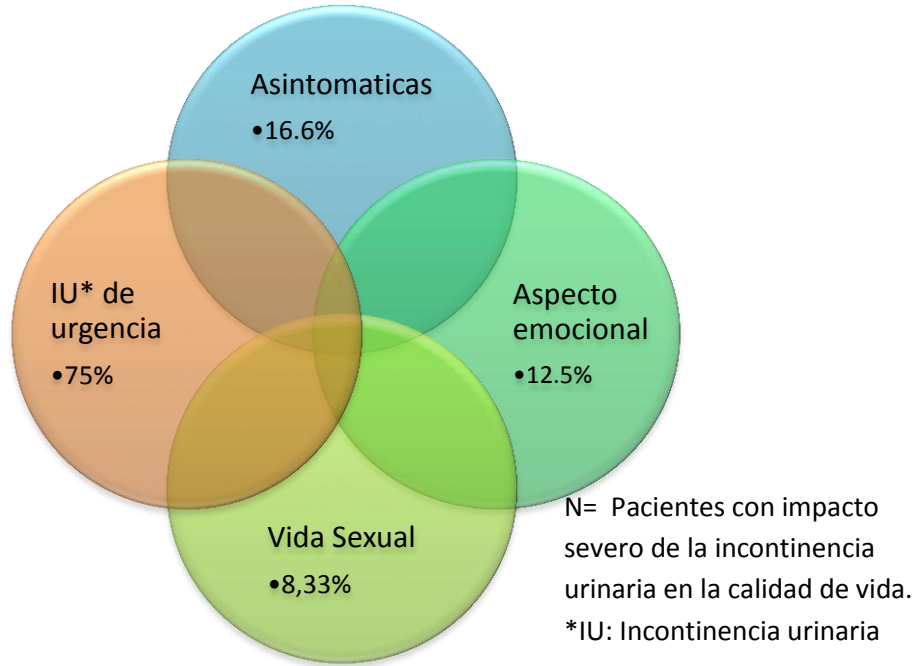 Asintomaticas
•16.6%
IU* de
urgencia
•75%
Aspecto
emocional
•12.5%
Vida Sexual
•8,33%
N= Pacientes con impacto
severo de la incontinencia
urinaria en la calidad de vida.
*IU: Incontinencia urinaria